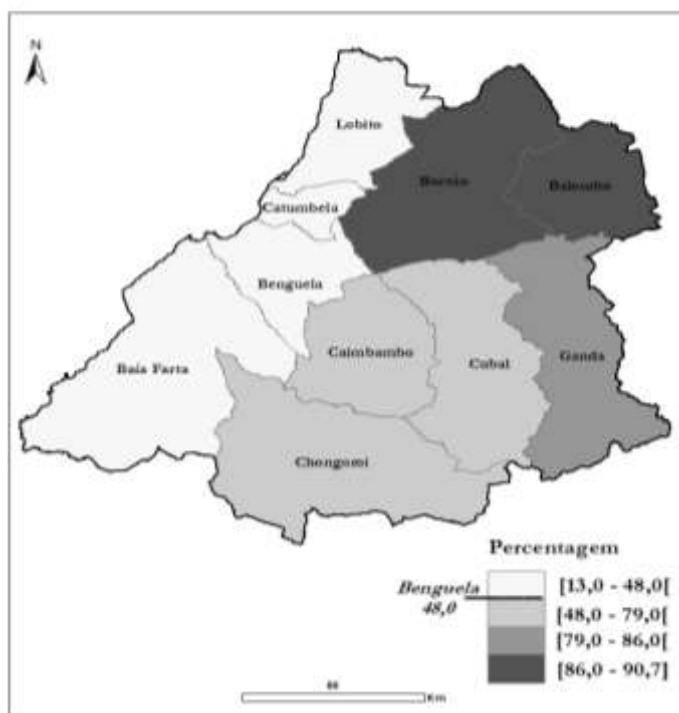 N
Lobito
Bocoio
Balombo
Catumbela
Benguela
Caimbambo
Cubal
Ganda
Baía Farta
Chongoroi
Percentagem
[13,0 - 48,0[
Benguela
48,0
[48,0 - 79,0[
[79,0 - 86,0[
[86,0 - 90,7]
Km